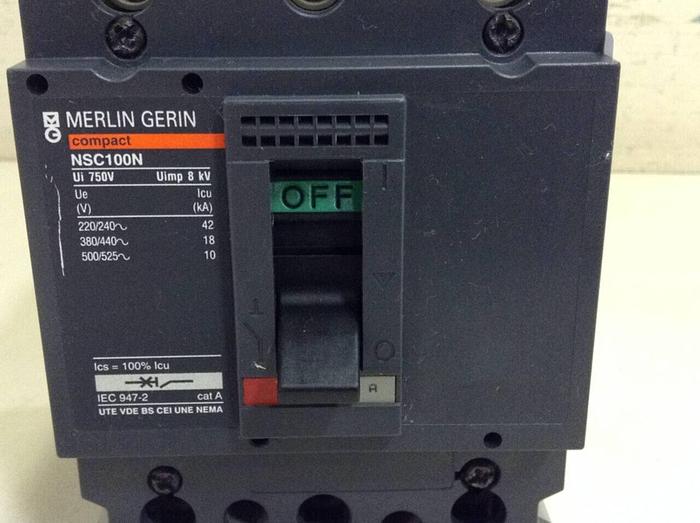 MG MERLIN GERIN
compact
NSC100N
Ui 750V Uimp 8 kV
Ue Icu
(V) (kA)
220/240~ 42
380/440~ 18
500/525~ 10
OFF
I
O
A
Ics = 100% Icu
IEC 947-2 cat A
UTE VDE BS CEI UNE NEMA